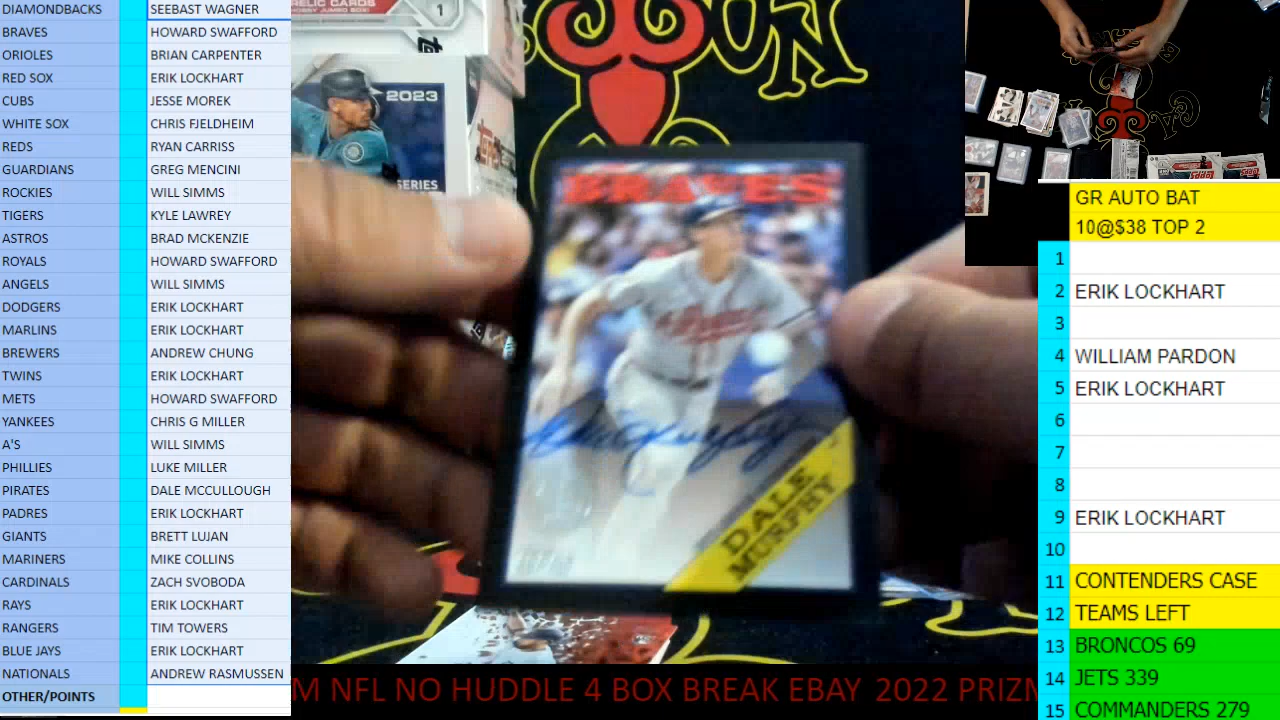 DIAMONDBACKS SEEBAST WAGNER
BRAVES HOWARD SWAFFORD
ORIOLES BRIAN CARPENTER
RED SOX ERIK LOCKHART
CUBS JESSE MOREK
WHITE SOX CHRIS FJELDHEIM
REDS RYAN CARRISS
GUARDIANS GREG MENCINI
ROCKIES WILL SIMMS
TIGERS KYLE LAWREY
ASTROS BRAD MCKENZIE
ROYALS HOWARD SWAFFORD
ANGELS WILL SIMMS
DODGERS ERIK LOCKHART
MARLINS ERIK LOCKHART
BREWERS ANDREW CHUNG
TWINS ERIK LOCKHART
METS HOWARD SWAFFORD
YANKEES CHRIS G MILLER
A'S WILL SIMMS
PHILLIES LUKE MILLER
PIRATES DALE MCCULLOUGH
PADRES ERIK LOCKHART
GIANTS BRETT LUJAN
MARINERS MIKE COLLINS
CARDINALS ZACH SVOBODA
RAYS ERIK LOCKHART
RANGERS TIM TOWERS
BLUE JAYS ERIK LOCKHART
NATIONALS ANDREW RASMUSSEN
OTHER/POINTS
RELIC CARDS
1
2023
SERIES
BRAVES
Braves
DALE
MURPHY
GR AUTO BAT
10@$38 TOP 2
1
2 ERIK LOCKHART
3
4 WILLIAM PARDON
5 ERIK LOCKHART
6
7
8
9 ERIK LOCKHART
10
11 CONTENDERS CASE
12 TEAMS LEFT
13 BRONCOS 69
14 JETS 339
15 COMMANDERS 279
M NFL NO HUDDLE 4 BOX BREAK EBAY 2022 PRIZM